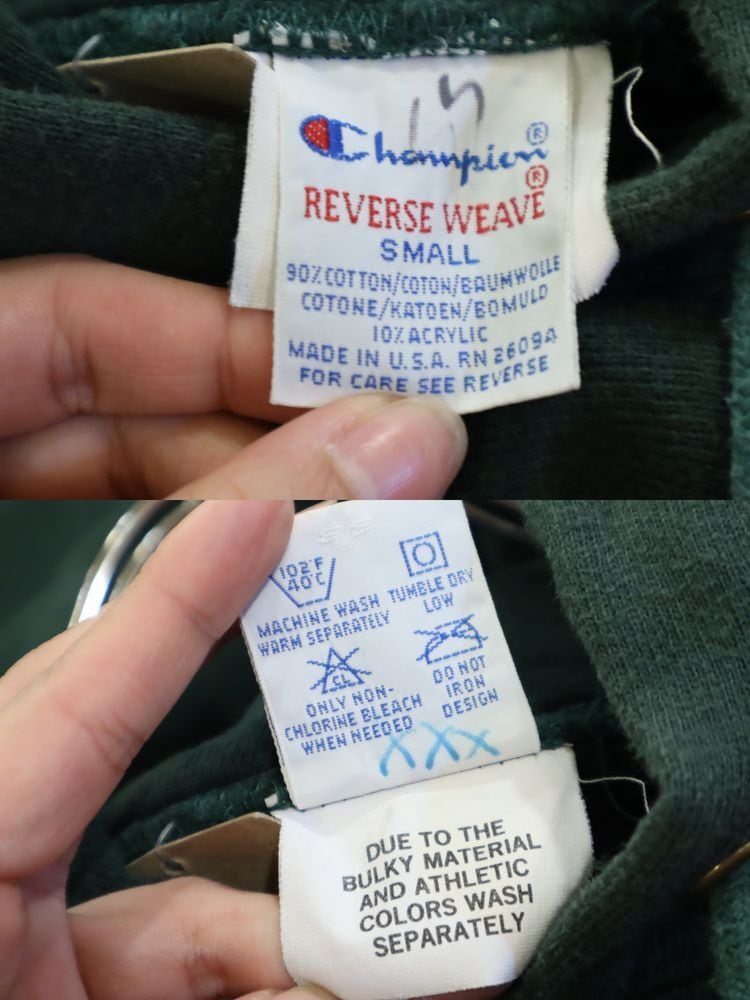 Champion®
REVERSE WEAVE®
SMALL
90% COTTON/COTON/BAUMWOLLE
COTONE/KATOEN/BOMULD
10% ACRYLIC
MADE IN U.S.A. RN 26094
FOR CARE SEE REVERSE
102°F
40°C
MACHINE WASH
WARM SEPARATELY
TUMBLE DRY
LOW
CL
ONLY NON-
CHLORINE BLEACH
WHEN NEEDED
DO NOT
IRON
DESIGN
XXX
DUE TO THE
BULKY MATERIAL
AND ATHLETIC
COLORS WASH
SEPARATELY